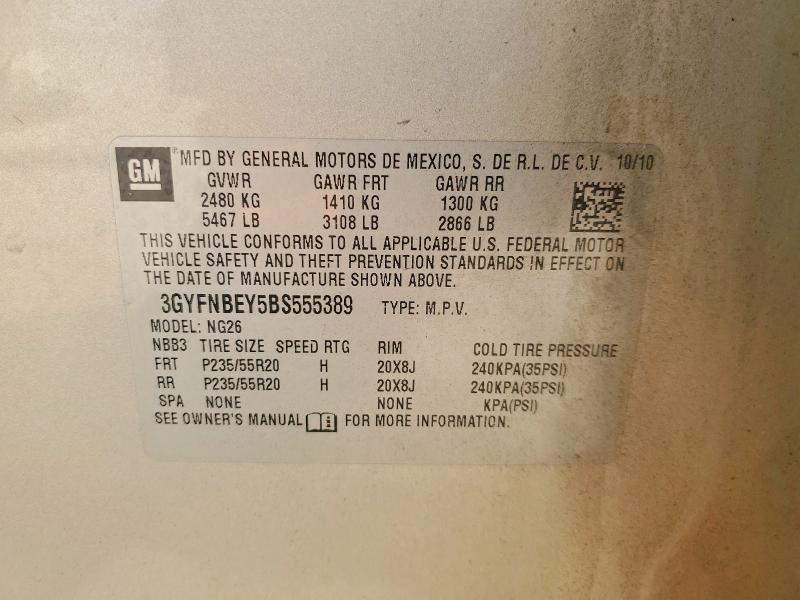 GM ® MFD BY GENERAL MOTORS DE MEXICO, S. DE R.L. DE C.V. 10/10
GVWR GAWR FRT GAWR RR
2480 KG 1410 KG 1300 KG
5467 LB 3108 LB 2866 LB
THIS VEHICLE CONFORMS TO ALL APPLICABLE U.S. FEDERAL MOTOR
VEHICLE SAFETY AND THEFT PREVENTION STANDARDS IN EFFECT ON
THE DATE OF MANUFACTURE SHOWN ABOVE.
3GYFNBEY5BS555389 TYPE: M.P.V.
MODEL: NG26
NBB3 TIRE SIZE SPEED RTG RIM COLD TIRE PRESSURE
FRT P235/55R20 H 20X8J 240KPA(35PSI)
RR P235/55R20 H 20X8J 240KPA(35PSI)
SPA NONE NONE KPA(PSI)
SEE OWNER'S MANUAL FOR MORE INFORMATION.